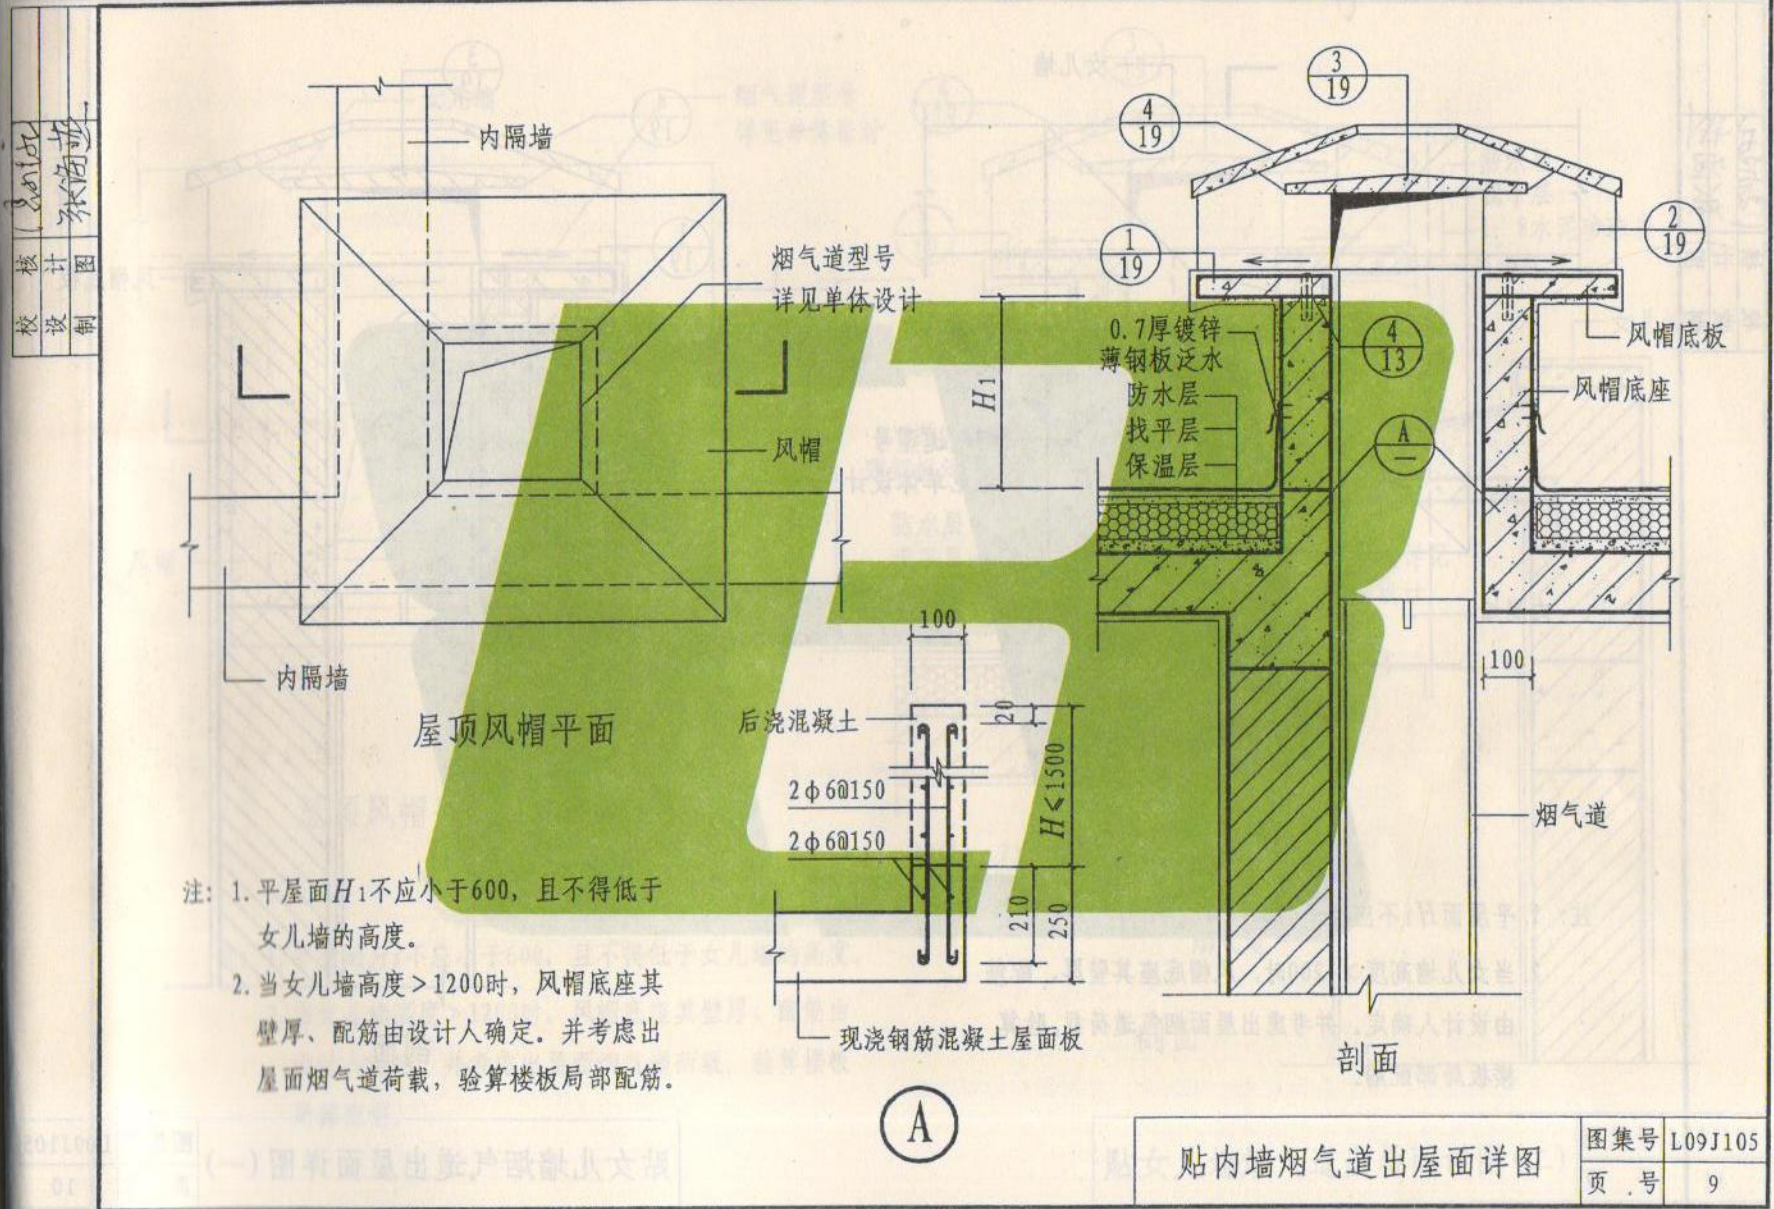 校 核
设 计
制 图
张海燕
内隔墙
烟气道型号
详见单体设计
风帽
内隔墙
屋顶风帽平面
注: 1. 平屋面H1不应小于600, 且不得低于
女儿墙的高度。
2. 当女儿墙高度>1200时, 风帽底座其
壁厚、配筋由设计人确定。并考虑出
屋面烟气道荷载, 验算楼板局部配筋。
100
后浇混凝土
20
2φ6@150
2φ6@150
H≤1500
210
250
现浇钢筋混凝土屋面板
A
3
19
4
19
1
19
2
19
0.7厚镀锌
薄钢板泛水
防水层
找平层
保温层
H1
4
13
风帽底板
风帽底座
A
—
100
烟气道
剖面
贴内墙烟气道出屋面详图
图集号 L09J105
页 号 9